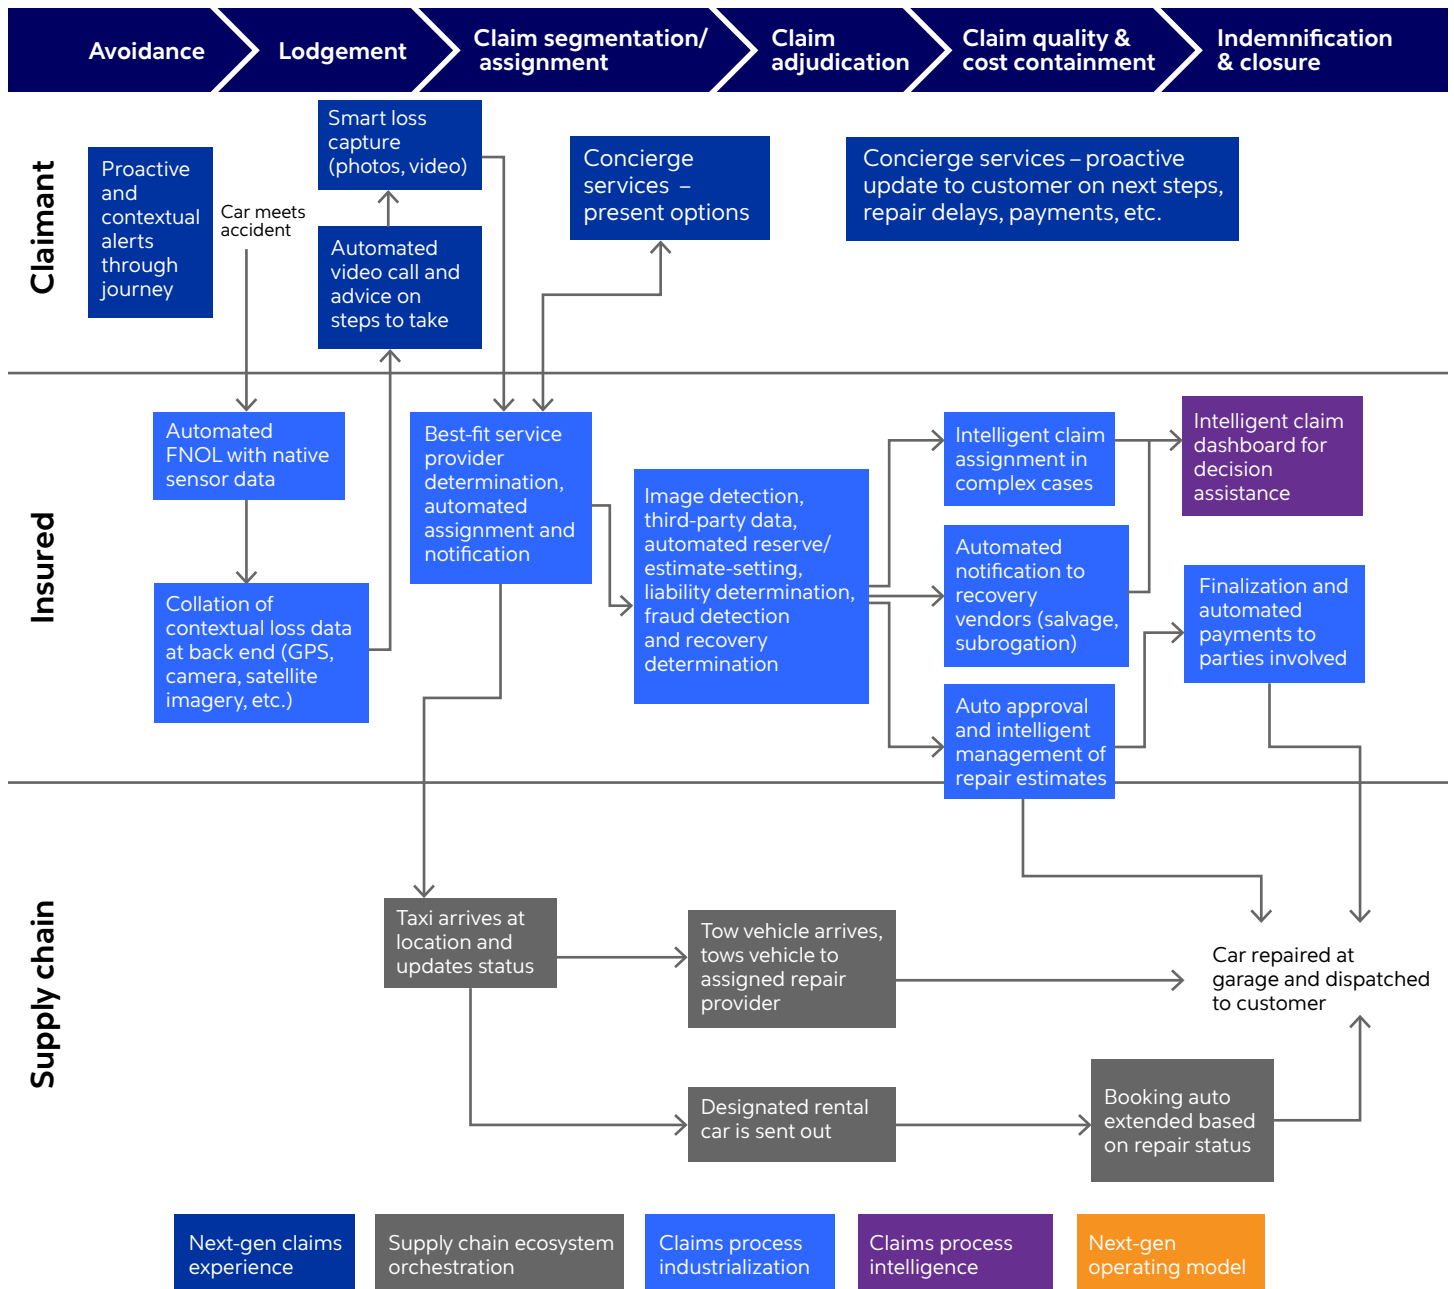 Avoidance
Lodgement
Claim segmentation/
assignment
Claim
adjudication
Claim quality &
cost containment
Indemnification
& closure
Claimant
Proactive
and
contextual
alerts
through
journey
Car meets
accident
Smart loss
capture
(photos, video)
Automated
video call and
advice on
steps to take
Concierge
services –
present options
Concierge services – proactive
update to customer on next steps,
repair delays, payments, etc.
Insured
Automated
FNOL with native
sensor data
Collation of
contextual loss data
at back end (GPS,
camera, satellite
imagery, etc.)
Best-fit service
provider
determination,
automated
assignment and
notification
Image detection,
third-party data,
automated reserve/
estimate-setting,
liability determination,
fraud detection
and recovery
determination
Intelligent claim
assignment in
complex cases
Automated
notification to
recovery
vendors (salvage,
subrogation)
Auto approval
and intelligent
management of
repair estimates
Intelligent claim
dashboard for
decision
assistance
Finalization and
automated
payments to
parties involved
Supply chain
Taxi arrives at
location and
updates status
Tow vehicle arrives,
tows vehicle to
assigned repair
provider
Car repaired at
garage and dispatched
to customer
Designated rental
car is sent out
Booking auto
extended based
on repair status
Next-gen claims
experience
Supply chain ecosystem
orchestration
Claims process
industrialization
Claims process
intelligence
Next-gen
operating model